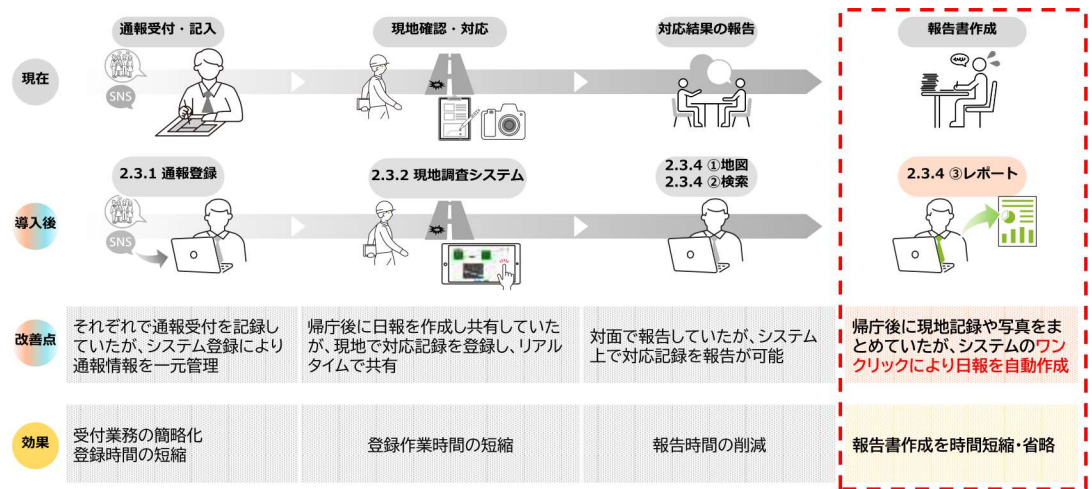 通報受付・記入
現地確認・対応
対応結果の報告
報告書作成
現在
SNS
2.3.1 通報登録
2.3.2 現地調査システム
2.3.4 ①地図
2.3.4 ②検索
2.3.4 ③レポート
導入後
SNS
改善点
それぞれで通報受付を記録し
ていたが、システム登録により
通報情報を一元管理
帰庁後に日報を作成し共有していた
が、現地で対応記録を登録し、リアル
タイムで共有
対面で報告していたが、システム
上で対応記録を報告が可能
帰庁後に現地記録や写真をま
とめていたが、システムのワン
クリックにより日報を自動作成
効果
受付業務の簡略化
登録時間の短縮
登録作業時間の短縮
報告時間の削減
報告書作成を時間短縮・省略